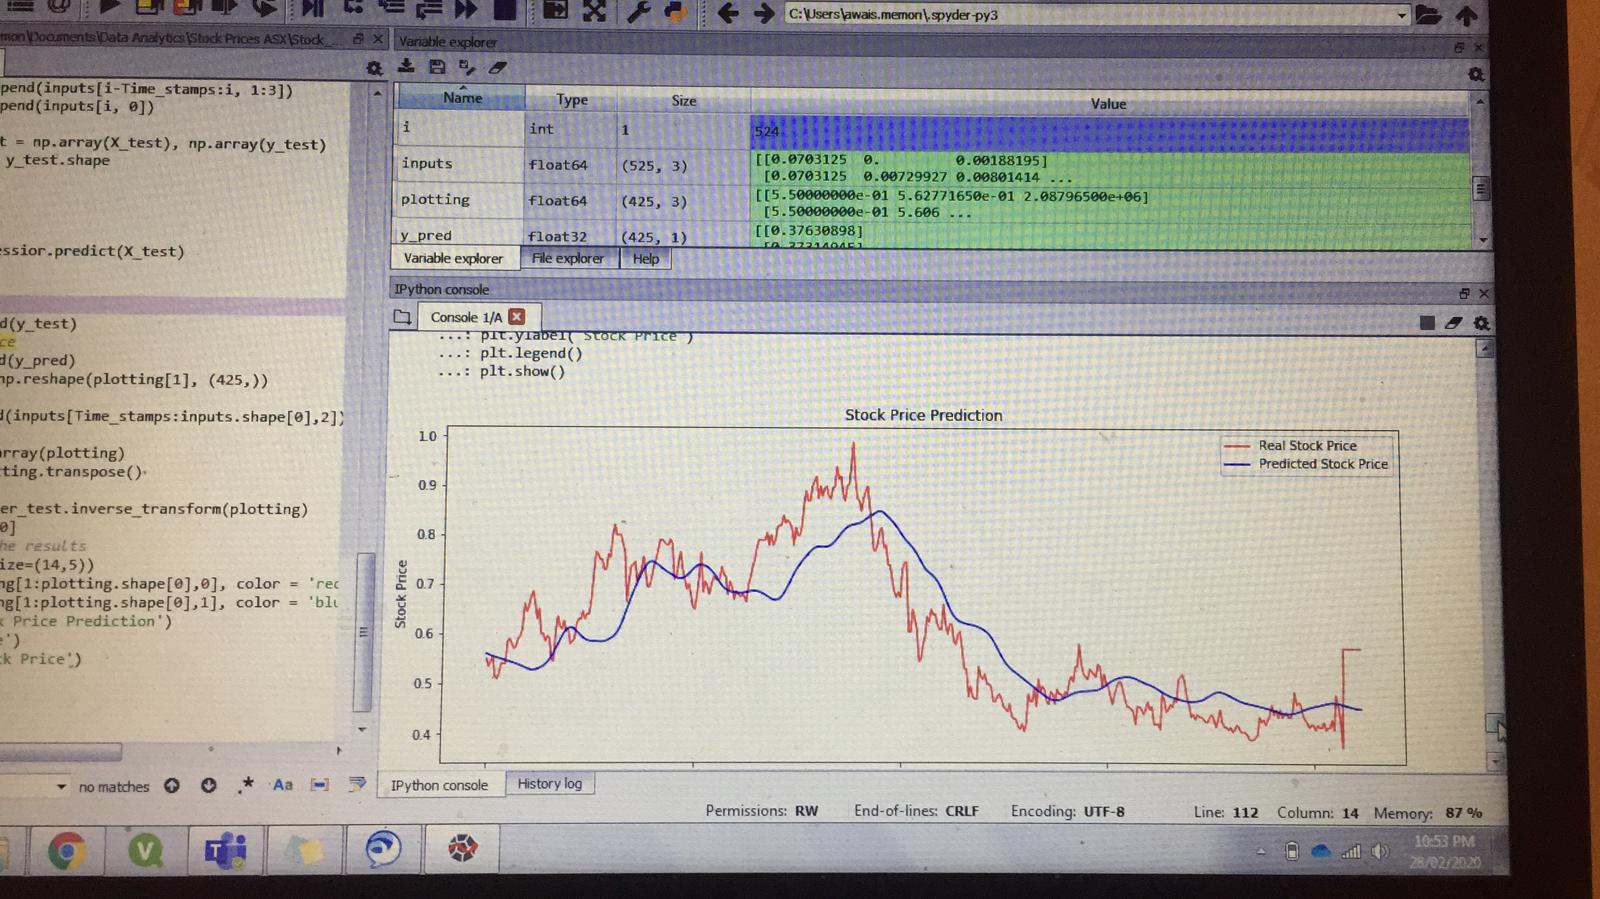 C:\Users\awais.memon\.spyder-py3
mon\Documents\Data Analytics\Stock Prices ASX\Stock_...
pend(inputs[i-Time_stamps:i, 1:3])
pend(inputs[i, 0])
t = np.array(X_test), np.array(y_test)
y_test.shape
ssior.predict(X_test)
d(y_test)
ce
d(y_pred)
np.reshape(plotting[1], (425,))
d(inputs[Time_stamps:inputs.shape[0],2])
rray(plotting)
tting.transpose()
er_test.inverse_transform(plotting)
0]
he results
ize=(14,5))
ng[1:plotting.shape[0],0], color = 'red
ng[1:plotting.shape[0],1], color = 'blu
k Price Prediction')
e')
ck Price')
no matches
Aa
Variable explorer
Name Type Size Value
i int 1 524
inputs float64 (525, 3) [[0.0703125 0. 0.00188195]
[0.0703125 0.00729927 0.00801414 ...
plotting float64 (425, 3) [[5.50000000e-01 5.62771650e-01 2.08796500e+06]
[5.50000000e-01 5.606 ...
y_pred float32 (425, 1) [[0.37630898]
Variable explorer File explorer Help
IPython console
Console 1/A
...: plt.ylabel('Stock Price')
...: plt.legend()
...: plt.show()
Stock Price Prediction
Real Stock Price
Predicted Stock Price
Stock Price
1.0
0.9
0.8
0.7
0.6
0.5
0.4
IPython console History log
Permissions: RW End-of-lines: CRLF Encoding: UTF-8 Line: 112 Column: 14 Memory: 87 %
V
T
10:53 PM
28/02/2020